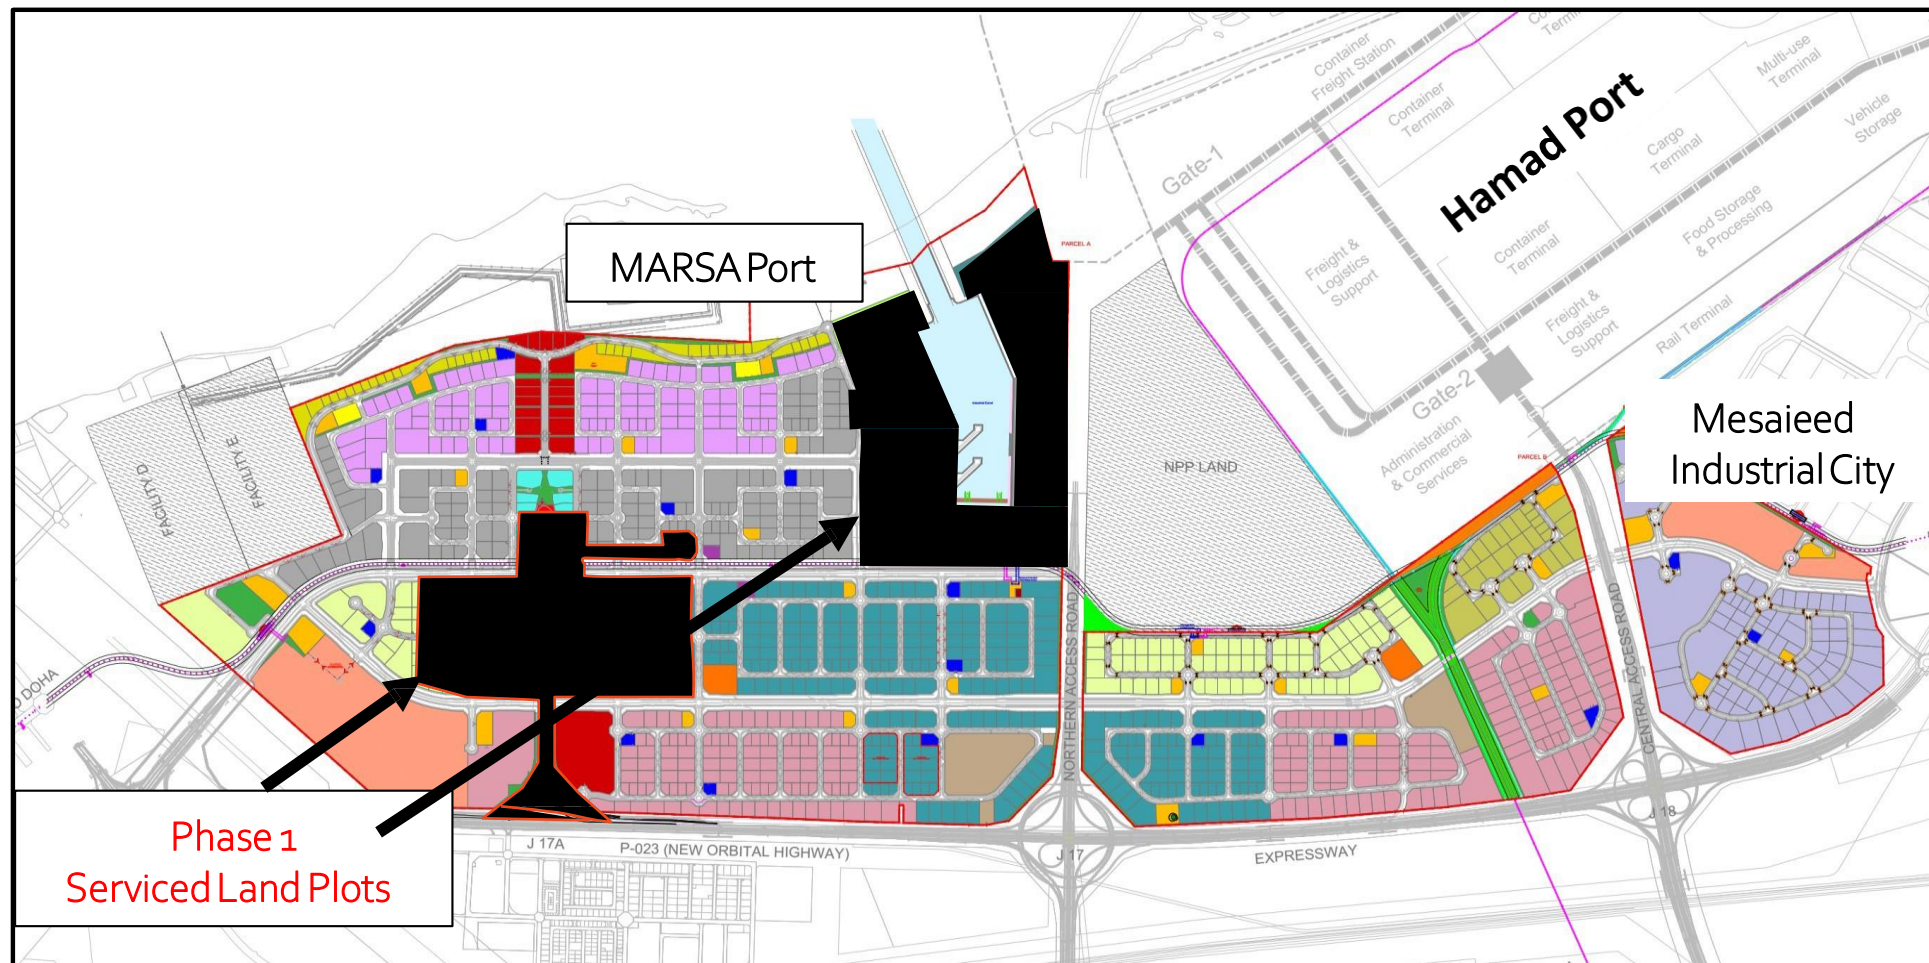 Container
Freight Station
Container
Terminal
Multi-use
Terminal
Vehicle
Storage
Cargo
Terminal
Hamad Port
Container
Terminal
Food Storage
& Processing
Gate-1
PARCEL A
Freight &
Logistics
Support
Freight &
Logistics
Support
Rail Terminal
MARSA Port
Gate-2
Administration
& Commercial
Services
PARCEL B
Mesaieed
Industrial City
NPP LAND
FACILITY D
FACILITY E
DOHA
NORTHERN ACCESS ROAD
CENTRAL ACCESS ROAD
Phase 1
Serviced Land Plots
J 17A
P-023 (NEW ORBITAL HIGHWAY)
J 17
EXPRESSWAY
J 18